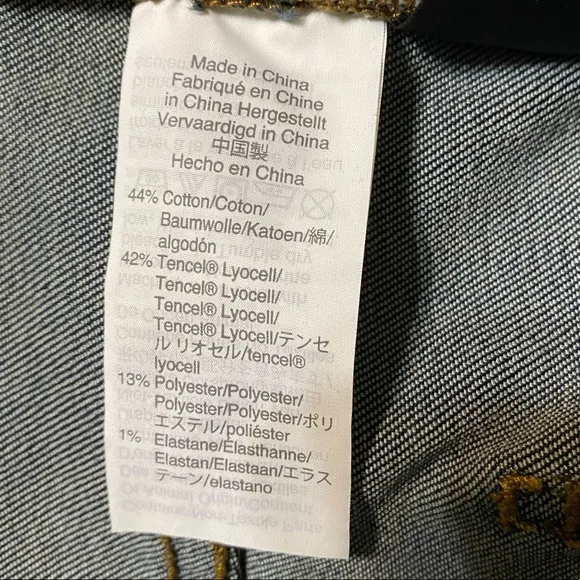 Made in China
Fabriqué en Chine
in China Hergestellt
Vervaardigd in China
中国製
Hecho en China
44% Cotton/Coton/
Baumwolle/Katoen/綿/
algodón
42% Tencel® Lyocell/
Tencel® Lyocell/
Tencel® Lyocell/
Tencel® Lyocell/テンセ
ル リオセル/tencel®
lyocell
13% Polyester/Polyester/
Polyester/Polyester/ポリ
エステル/poliéster
1% Elastane/Élasthanne/
Elastan/Elastaan/エラス
テーン/elastano